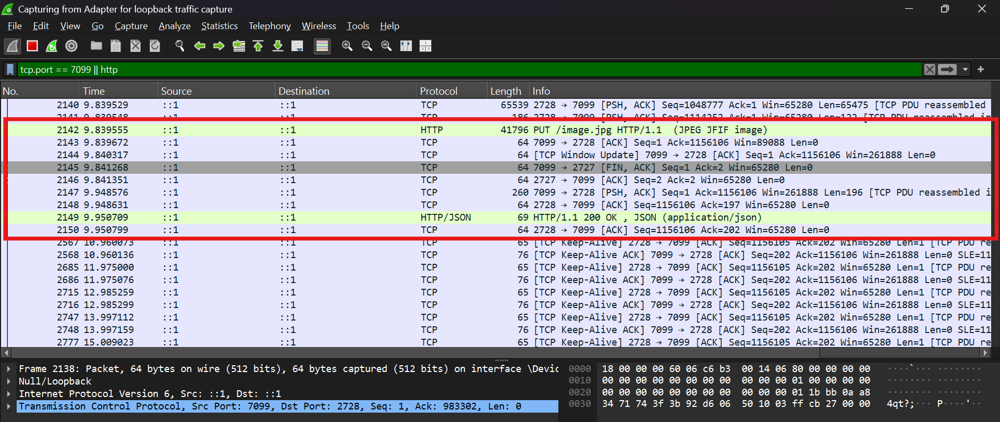 Capturing from Adapter for loopback traffic capture
File Edit View Go Capture Analyze Statistics Telephony Wireless Tools Help
tcp.port == 7099 || http
No. Time Source Destination Protocol Length Info
2140 9.839529 ::1 ::1 TCP 65539 2728 → 7099 [PSH, ACK] Seq=1048777 Ack=1 Win=65280 Len=65475 [TCP PDU reassembled
2141 9.839548 ::1 ::1 TCP 186 2728 → 7099 [PSH, ACK] Seq=1114252 Ack=1 Win=65280 Len=122 [TCP PDU reassembled in
2142 9.839555 ::1 ::1 HTTP 41796 PUT /image.jpg HTTP/1.1 (JPEG JFIF image)
2143 9.839672 ::1 ::1 TCP 64 7099 → 2728 [ACK] Seq=1 Ack=1156106 Win=89088 Len=0
2144 9.840317 ::1 ::1 TCP 64 [TCP Window Update] 7099 → 2728 [ACK] Seq=1 Ack=1156106 Win=261888 Len=0
2145 9.841268 ::1 ::1 TCP 64 7099 → 2727 [FIN, ACK] Seq=1 Ack=2 Win=65280 Len=0
2146 9.841351 ::1 ::1 TCP 64 2727 → 7099 [ACK] Seq=2 Ack=2 Win=65280 Len=0
2147 9.948576 ::1 ::1 TCP 260 7099 → 2728 [PSH, ACK] Seq=1 Ack=1156106 Win=261888 Len=196 [TCP PDU reassembled i
2148 9.948631 ::1 ::1 TCP 64 2728 → 7099 [ACK] Seq=1156106 Ack=197 Win=65280 Len=0
2149 9.950709 ::1 ::1 HTTP/JSON 69 HTTP/1.1 200 OK , JSON (application/json)
2150 9.950799 ::1 ::1 TCP 64 2728 → 7099 [ACK] Seq=1156106 Ack=202 Win=65280 Len=0
2567 10.960073 ::1 ::1 TCP 65 [TCP Keep-Alive] 2728 → 7099 [ACK] Seq=1156105 Ack=202 Win=65280 Len=1 [TCP PDU re
2568 10.960136 ::1 ::1 TCP 76 [TCP Keep-Alive ACK] 7099 → 2728 [ACK] Seq=202 Ack=1156106 Win=261888 Len=0 SLE=11
2685 11.975000 ::1 ::1 TCP 65 [TCP Keep-Alive] 2728 → 7099 [ACK] Seq=1156105 Ack=202 Win=65280 Len=1 [TCP PDU re
2686 11.975076 ::1 ::1 TCP 76 [TCP Keep-Alive ACK] 7099 → 2728 [ACK] Seq=202 Ack=1156106 Win=261888 Len=0 SLE=11
2715 12.985259 ::1 ::1 TCP 65 [TCP Keep-Alive] 2728 → 7099 [ACK] Seq=1156105 Ack=202 Win=65280 Len=1 [TCP PDU re
2716 12.985299 ::1 ::1 TCP 76 [TCP Keep-Alive ACK] 7099 → 2728 [ACK] Seq=202 Ack=1156106 Win=261888 Len=0 SLE=11
2747 13.997112 ::1 ::1 TCP 65 [TCP Keep-Alive] 2728 → 7099 [ACK] Seq=1156105 Ack=202 Win=65280 Len=1 [TCP PDU re
2748 13.997159 ::1 ::1 TCP 76 [TCP Keep-Alive ACK] 7099 → 2728 [ACK] Seq=202 Ack=1156106 Win=261888 Len=0 SLE=11
2777 15.009023 ::1 ::1 TCP 65 [TCP Keep-Alive] 2728 → 7099 [ACK] Seq=1156105 Ack=202 Win=65280 Len=1 [TCP PDU re
Frame 2138: Packet, 64 bytes on wire (512 bits), 64 bytes captured (512 bits) on interface \Devic
Null/Loopback
Internet Protocol Version 6, Src: ::1, Dst: ::1
Transmission Control Protocol, Src Port: 7099, Dst Port: 2728, Seq: 1, Ack: 983302, Len: 0
0000 18 00 00 00 60 06 c6 b3 00 14 06 80 00 00 00 00 ····`··· ········
0010 00 00 00 00 00 00 00 00 00 00 00 01 00 00 00 00 ········ ········
0020 00 00 00 00 00 00 00 00 00 00 00 01 1b bb 0a a8 ········ ········
0030 34 71 74 3f 3b 92 d6 06 50 10 03 ff cb 27 00 00 4qt?;··· P····'··